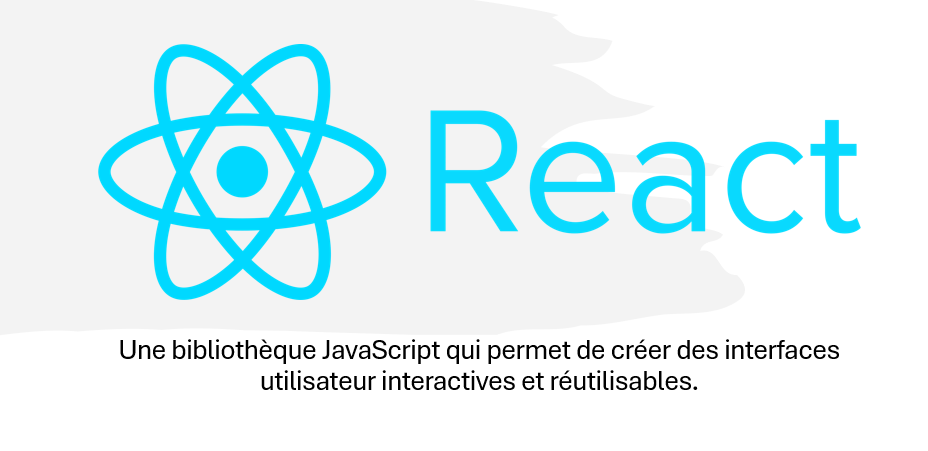 React
Une bibliothèque JavaScript qui permet de créer des interfaces
utilisateur interactives et réutilisables.